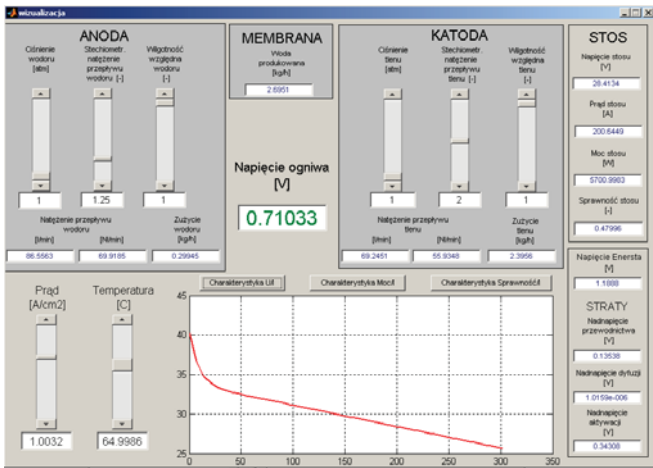 wizualizacja
ANODA
Ciśnienie
wodoru
[atm]
Stechiometr.
natężenie
przepływu
wodoru [-]
Wilgotność
względna
wodoru
[-]
1
1.25
1
Natężenie przepływu
wodoru
[l/min]
[Nl/min]
Zużycie
wodoru
[kg/h]
86.5563
69.9185
0.29945
MEMBRANA
Woda
produkowana
[kg/h]
2.6951
Napięcie ogniwa
[V]
0.71033
KATODA
Ciśnienie
tlenu
[atm]
Stechiometr.
natężenie
przepływu
tlenu [-]
Wilgotność
względna
tlenu
[-]
1
2
1
Natężenie przepływu
tlenu
[l/min]
[Nl/min]
Zużycie
tlenu
[kg/h]
69.2451
55.9348
2.3956
STOS
Napięcie stosu
[V]
28.4134
Prąd stosu
[A]
200.6449
Moc stosu
[W]
5700.9983
Sprawność stosu
[-]
0.47996
Napięcie Enersta
[V]
1.1888
STRATY
Nadnapięcie
przewodnictwa
[V]
0.13538
Nadnapięcie dyfuzji
[V]
1.0159e-006
Nadnapięcie
aktywacji
[V]
0.34308
Prąd
[A/cm2]
1.0032
Temperatura
[C]
64.9986
Charakterystyka U/I
Charakterystyka Moc/I
Charakterystyka Sprawność/I
45
40
35
30
25
0 50 100 150 200 250 300 350